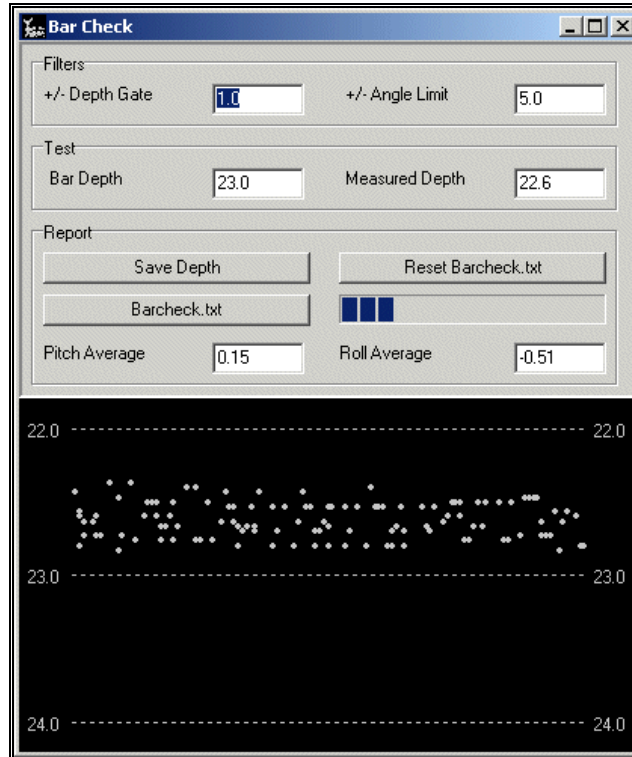 Bar Check
Filters
+/- Depth Gate 1.0 +/- Angle Limit 5.0
Test
Bar Depth 23.0 Measured Depth 22.6
Report
Save Depth Reset Barcheck.txt
Barcheck.txt
Pitch Average 0.15 Roll Average -0.51
22.0 22.0
23.0 23.0
24.0 24.0